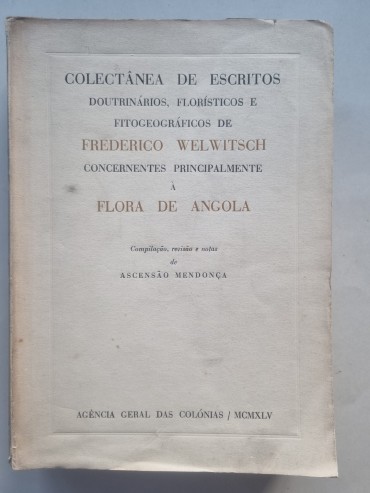 COLECTÂNEA DE ESCRITOS
DOUTRINÁRIOS, FLORÍSTICOS E
FITOGEOGRÁFICOS DE
FREDERICO WELWITSCH
CONCERNENTES PRINCIPALMENTE
À
FLORA DE ANGOLA
Compilação, revisão e notas
de
ASCENSÃO MENDONÇA
AGÊNCIA GERAL DAS COLÓNIAS / MCMXLV